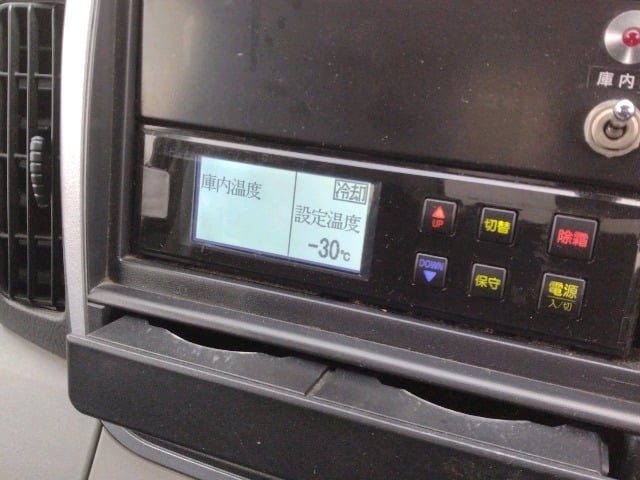 庫内
庫内温度
冷却
設定温度
-30℃
UP
切替
除霜
DOWN
保守
電源
入/切